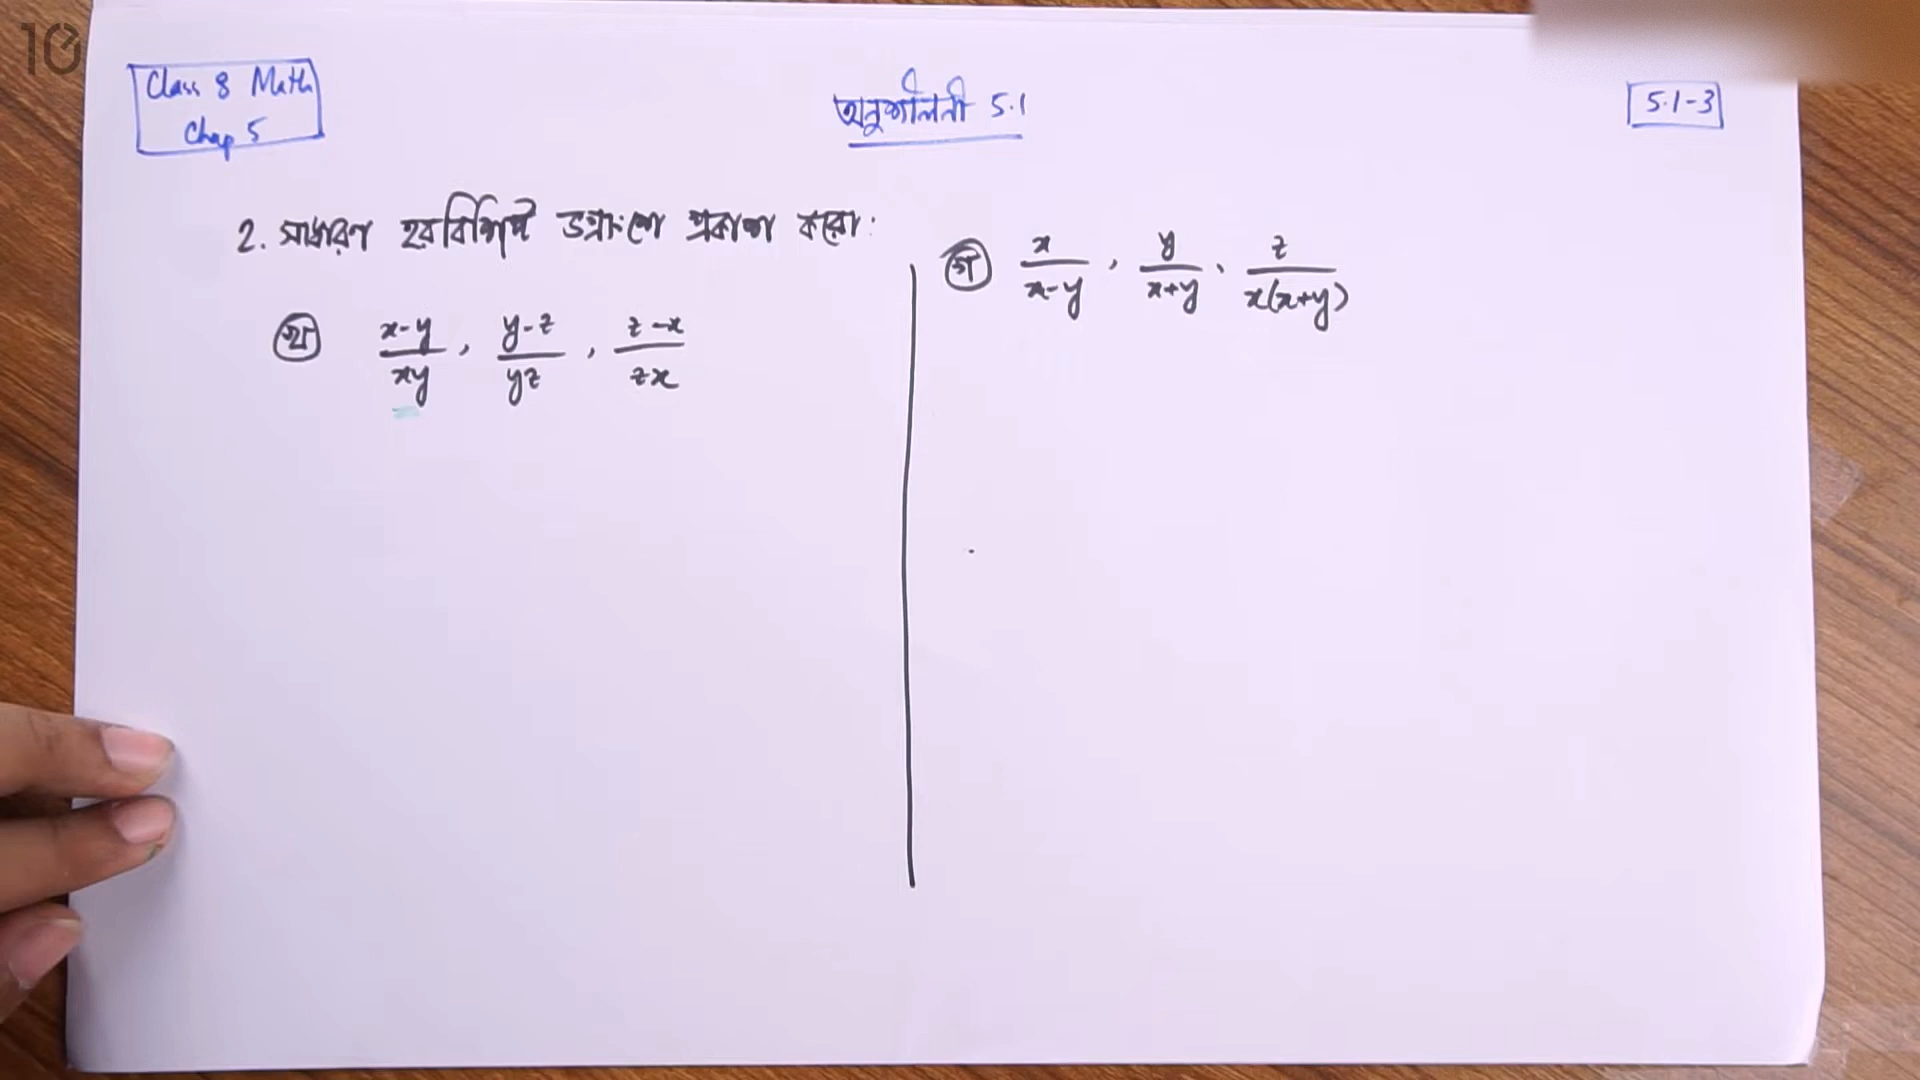 10
Class 8 Math
Chap 5
অনুশীলনী 5.1
5.1-3
2. সাধারণ হরবিশিষ্ট ভগ্নাংশে প্রকাশ করো:
খ x-y/xy , y-z/yz , z-x/zx
গ x/x-y , y/x+y , z/x(x+y)